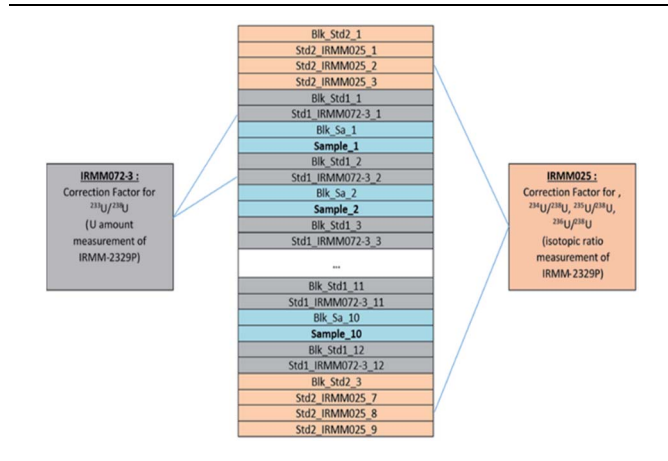 Blk_Std2_1
Std2_IRMM025_1
Std2_IRMM025_2
Std2_IRMM025_3
Blk_Std1_1
Std1_IRMM072-3_1
Blk_Sa_1
Sample_1
Blk_Std1_2
Std1_IRMM072-3_2
Blk_Sa_2
Sample_2
Blk_Std1_3
Std1_IRMM072-3_3
...
Blk_Std1_11
Std1_IRMM072-3_11
Blk_Sa_10
Sample_10
Blk_Std1_12
Std1_IRMM072-3_12
Blk_Std2_3
Std2_IRMM025_7
Std2_IRMM025_8
Std2_IRMM025_9
IRMM072-3 :
Correction Factor for
²³³U/²³⁸U
(U amount
measurement of
IRMM-2329P)
IRMM025 :
Correction Factor for ,
²³⁴U/²³⁸U, ²³⁵U/²³⁸U,
²³⁶U/²³⁸U
(isotopic ratio
measurement of
IRMM-2329P)